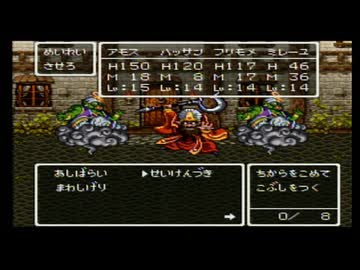 めいれい
させろ
アモス ハッサン フリモメ ミレーユ
H150 H120 H117 H 46
M 18 M 8 M 17 M 36
Lv:15 Lv:14 Lv:14 Lv:14
あしばらい ▶せいけんづき
まわしげり
ちからをこめて
こぶしをつく
0/ 8